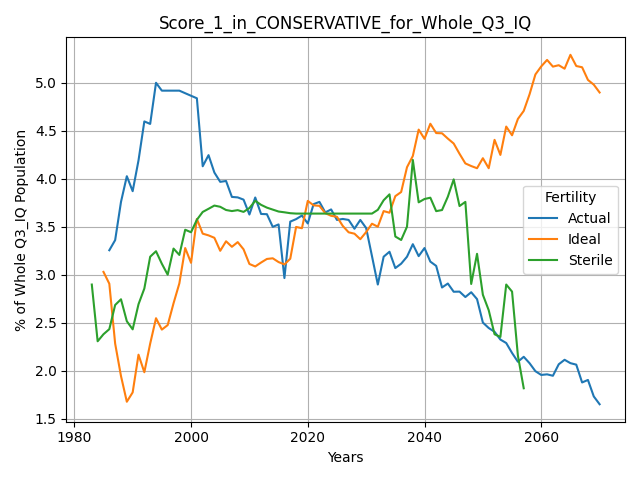 Score_1_in_CONSERVATIVE_for_Whole_Q3_IQ
% of Whole Q3_IQ Population
5.0
4.5
4.0
3.5
3.0
2.5
2.0
1.5
Fertility
Actual
Ideal
Sterile
1980
2000
2020
2040
2060
Years